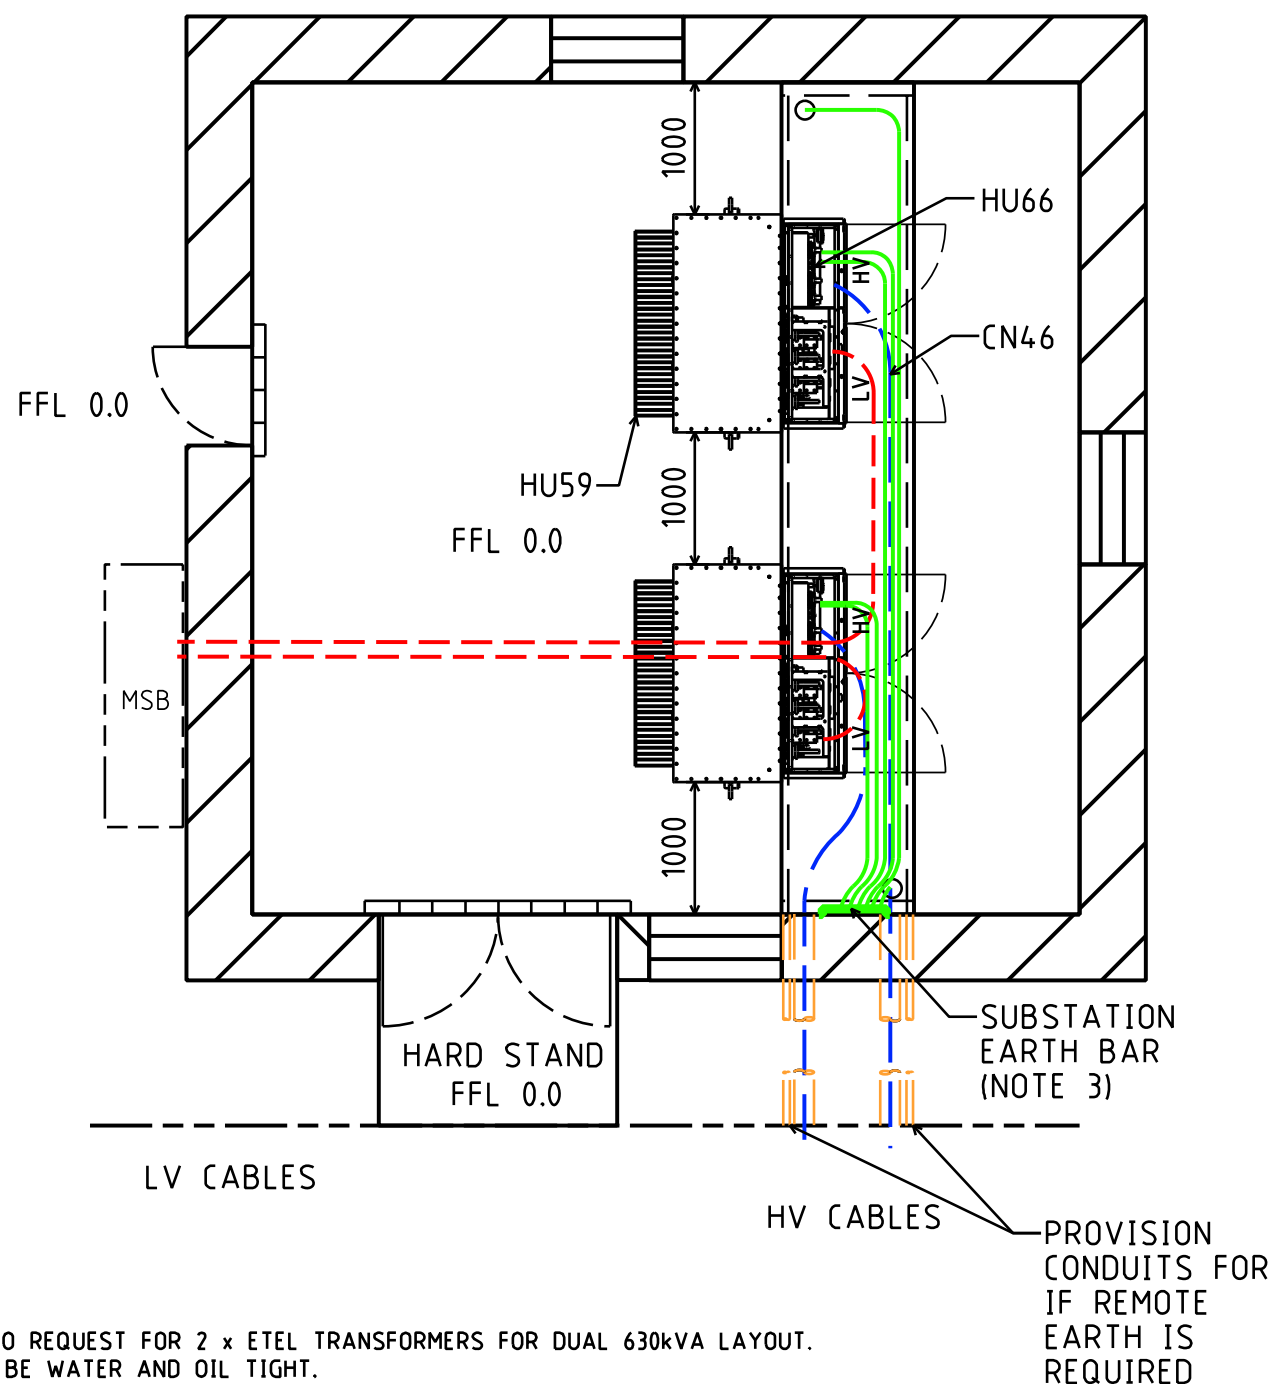 1000
HU66
HV
CN46
FFL 0.0
LV
HU59
1000
FFL 0.0
HV
MSB
LV
1000
SUBSTATION
EARTH BAR
(NOTE 3)
HARD STAND
FFL 0.0
LV CABLES
HV CABLES
PROVISION
CONDUITS FOR
IF REMOTE
EARTH IS
REQUIRED
O REQUEST FOR 2 x ETEL TRANSFORMERS FOR DUAL 630kVA LAYOUT.
BE WATER AND OIL TIGHT.